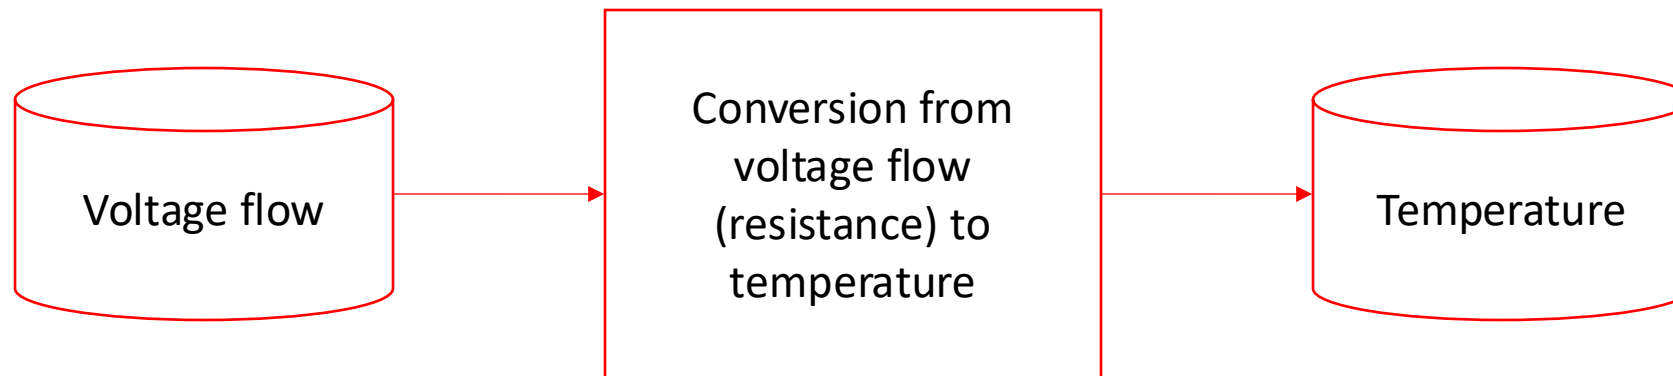 Voltage flow
Conversion from
voltage flow
(resistance) to
temperature
Temperature